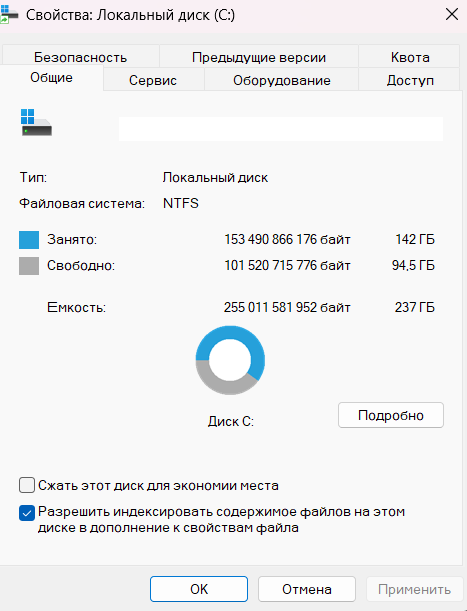 Свойства: Локальный диск (C:)
Безопасность Предыдущие версии Квота
Общие Сервис Оборудование Доступ
Тип: Локальный диск
Файловая система: NTFS
Занято: 153 490 866 176 байт 142 ГБ
Свободно: 101 520 715 776 байт 94,5 ГБ
Емкость: 255 011 581 952 байт 237 ГБ
Диск C:
Подробно
Сжать этот диск для экономии места
Разрешить индексировать содержимое файлов на этом
диске в дополнение к свойствам файла
OK Отмена Применить